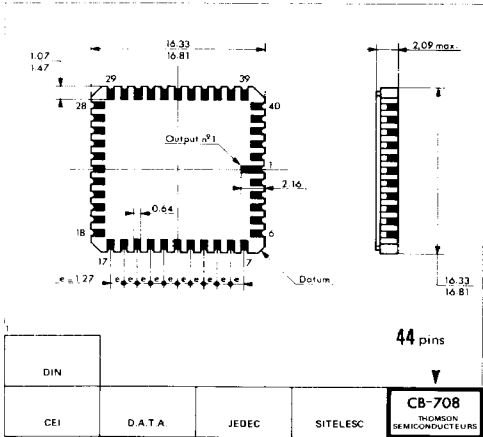 16.33
16.81
2,09 max.
1.07
1.47
29
39
28
40
Output nº1
1
2.16
0.64
18
6
17
7
Datum
e = 1.27
e
e
e
e
e
e
e
e
e
16.33
16.81
44 pins
DIN
CEI
D.A.T.A.
JEDEC
SITELESC
CB-708
THOMSON
SEMICONDUCTEURS